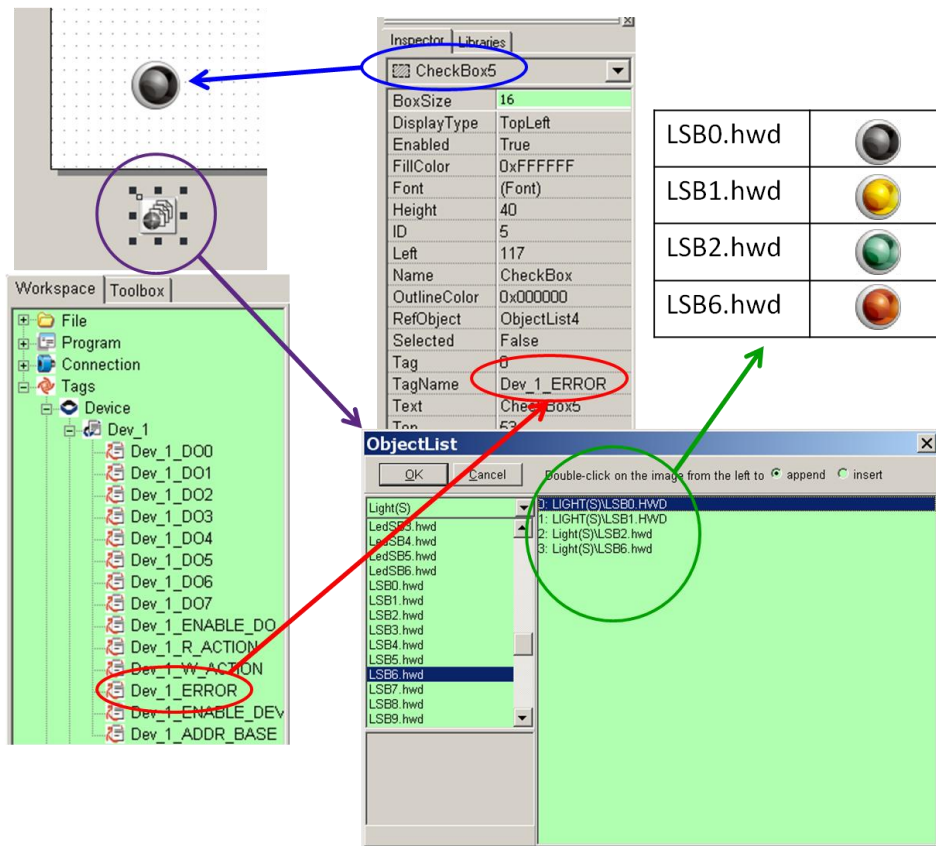 Inspector Libraries
CheckBox5
BoxSize 16
DisplayType TopLeft
Enabled True
FillColor 0xFFFFFF
Font (Font)
Height 40
ID 5
Left 117
Name CheckBox
OutlineColor 0x000000
RefObject ObjectList4
Selected False
Tag 0
TagName Dev_1_ERROR
Text CheckBox5
Top 53
LSB0.hwd
LSB1.hwd
LSB2.hwd
LSB6.hwd
Workspace Toolbox
File
Program
Connection
Tags
Device
Dev_1
Dev_1_DO0
Dev_1_DO1
Dev_1_DO2
Dev_1_DO3
Dev_1_DO4
Dev_1_DO5
Dev_1_DO6
Dev_1_DO7
Dev_1_ENABLE_DO
Dev_1_R_ACTION
Dev_1_W_ACTION
Dev_1_ERROR
Dev_1_ENABLE_DEV
Dev_1_ADDR_BASE
ObjectList
OK Cancel Double-click on the image from the left to append insert
Light(S)
LedSB3.hwd
LedSB4.hwd
LedSB5.hwd
LedSB6.hwd
LSB0.hwd
LSB1.hwd
LSB2.hwd
LSB3.hwd
LSB4.hwd
LSB5.hwd
LSB6.hwd
LSB7.hwd
LSB8.hwd
LSB9.hwd
0: LIGHT(S)\LSB0.HWD
1: LIGHT(S)\LSB1.HWD
2: Light(S)\LSB2.hwd
3: Light(S)\LSB6.hwd